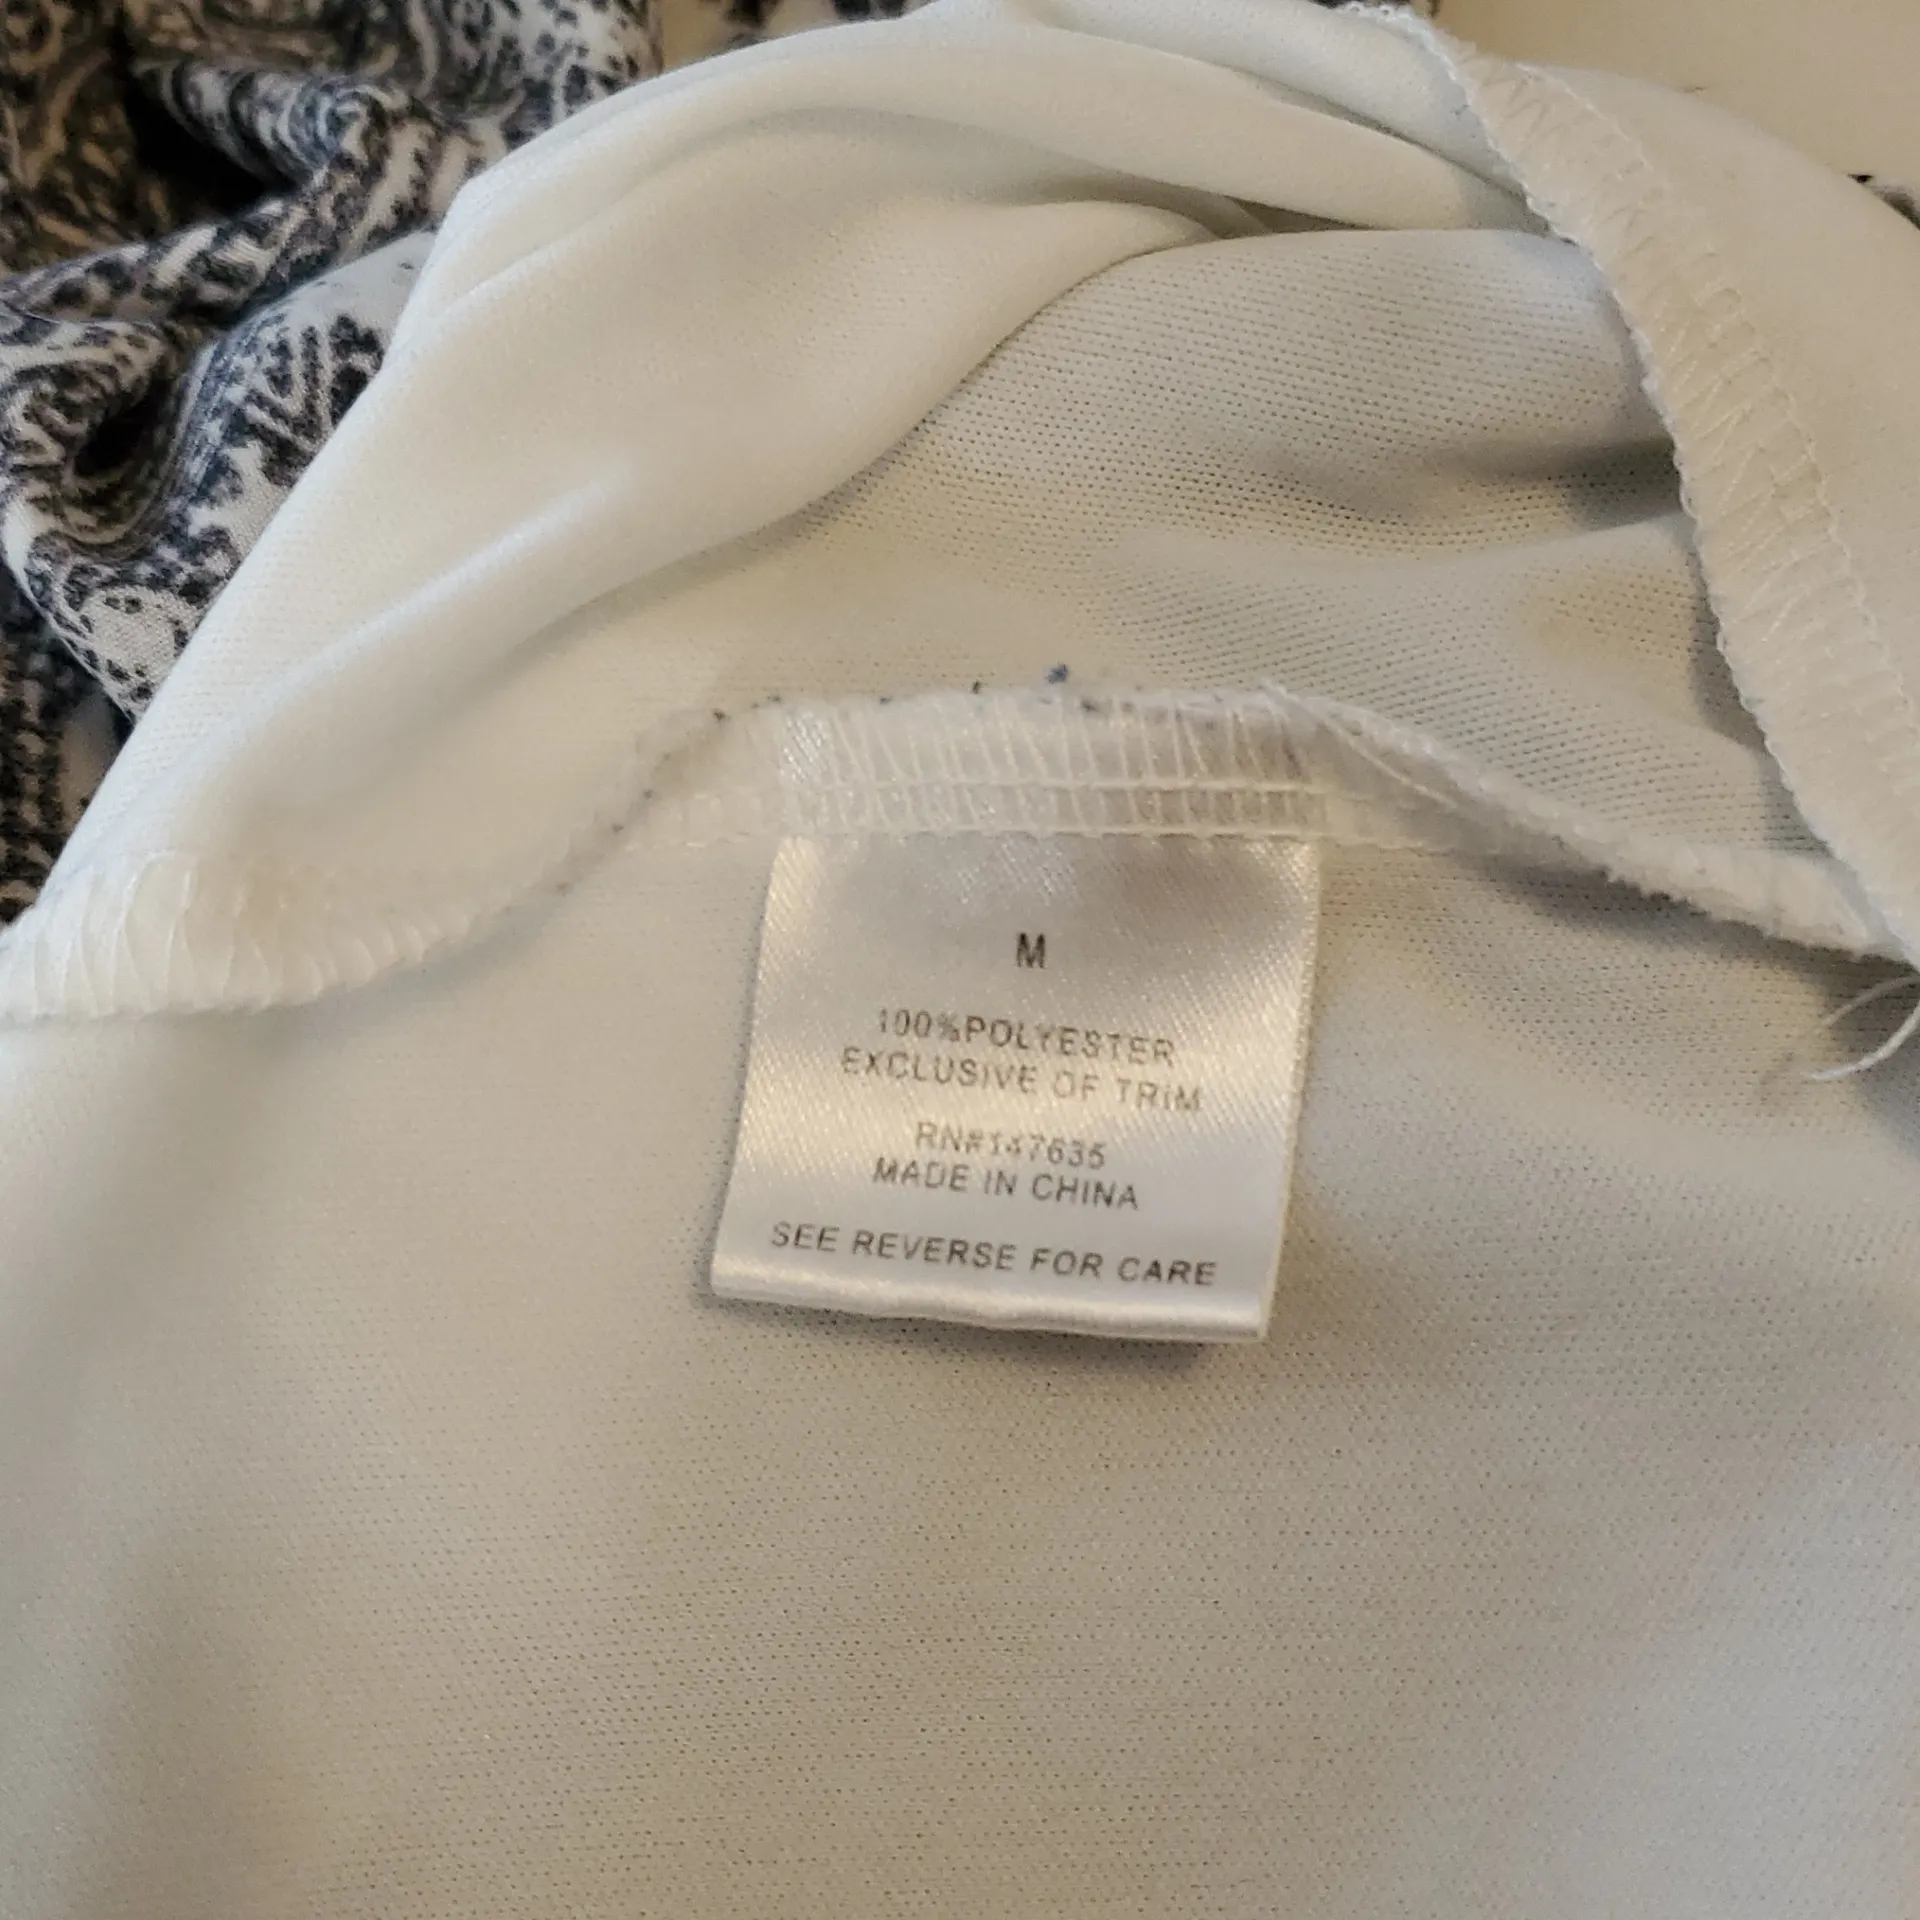 M
100%POLYESTER
EXCLUSIVE OF TRIM
RN#147635
MADE IN CHINA
SEE REVERSE FOR CARE